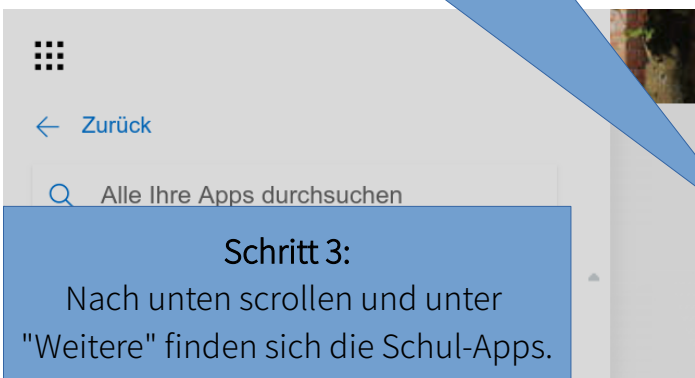 Zurück
Alle Ihre Apps durchsuchen
Schritt 3:
Nach unten scrollen und unter
"Weitere" finden sich die Schul-Apps.